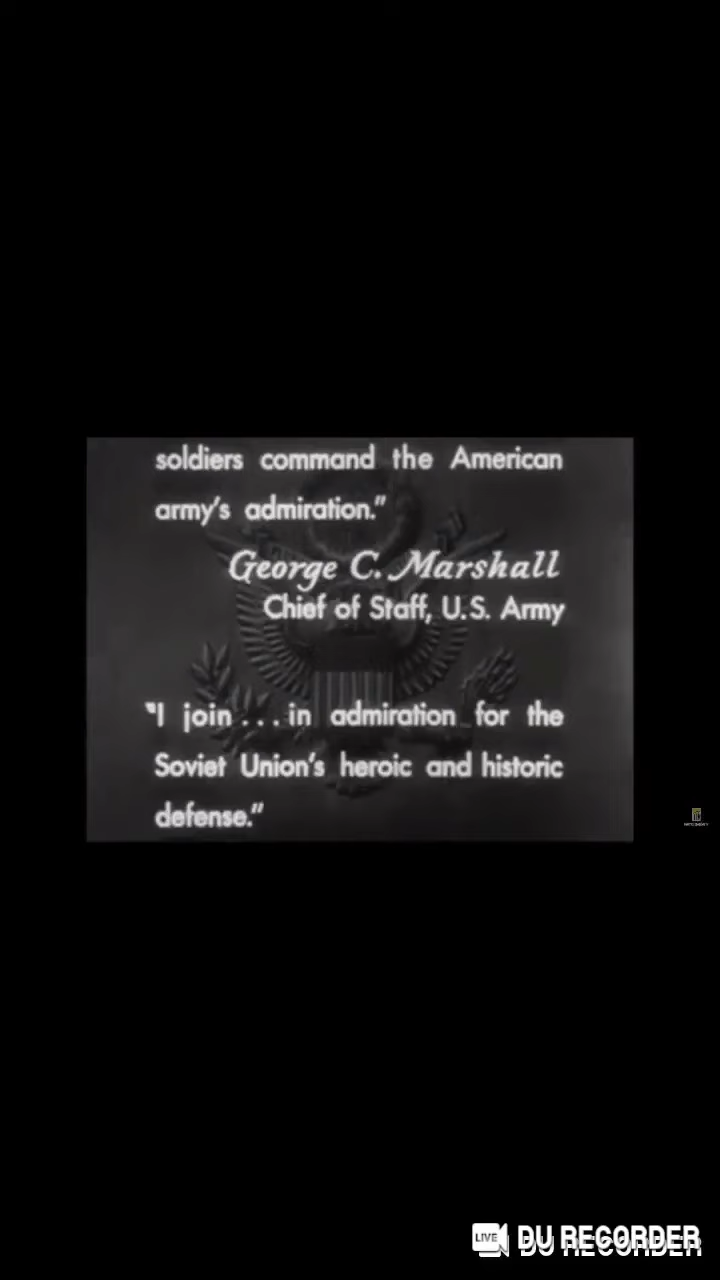 soldiers command the American
army's admiration."
George C. Marshall
Chief of Staff, U.S. Army
"I join...in admiration for the
Soviet Union's heroic and historic
defense."
LIVE DU RECORDER